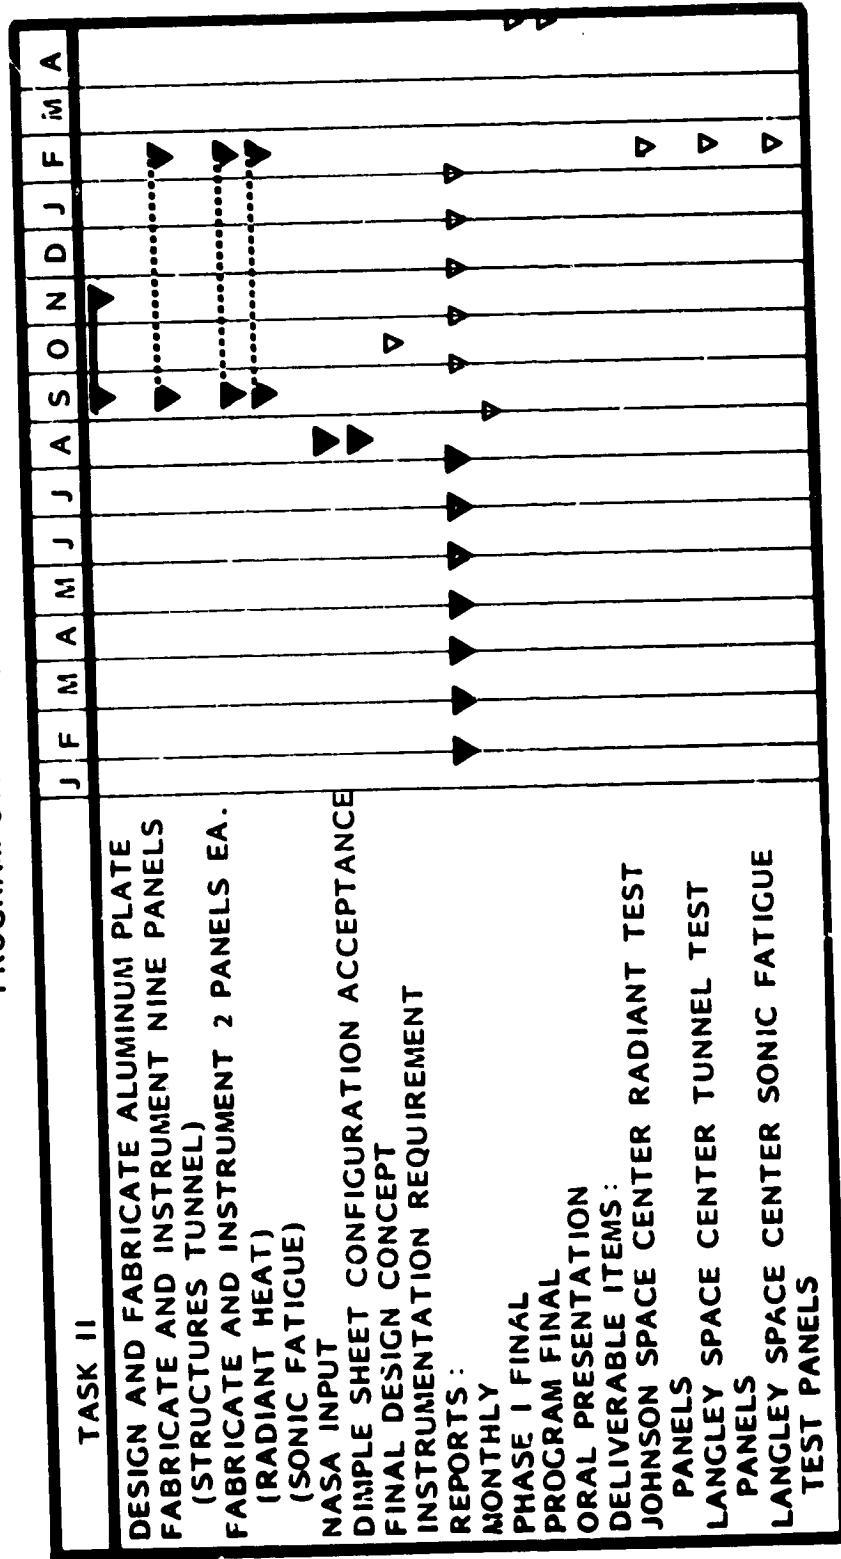 TASK II
J F M A M J J A S O N D J F M A
DESIGN AND FABRICATE ALUMINUM PLATE
FABRICATE AND INSTRUMENT NINE PANELS
(STRUCTURES TUNNEL)
FABRICATE AND INSTRUMENT 2 PANELS EA.
(RADIANT HEAT)
(SONIC FATIGUE)
NASA INPUT
DIMPLE SHEET CONFIGURATION ACCEPTANCE
FINAL DESIGN CONCEPT
INSTRUMENTATION REQUIREMENT
REPORTS:
MONTHLY
PHASE I FINAL
PROGRAM FINAL
ORAL PRESENTATION
DELIVERABLE ITEMS:
JOHNSON SPACE CENTER RADIANT TEST
PANELS
LANGLEY SPACE CENTER TUNNEL TEST
PANELS
LANGLEY SPACE CENTER SONIC FATIGUE
TEST PANELS